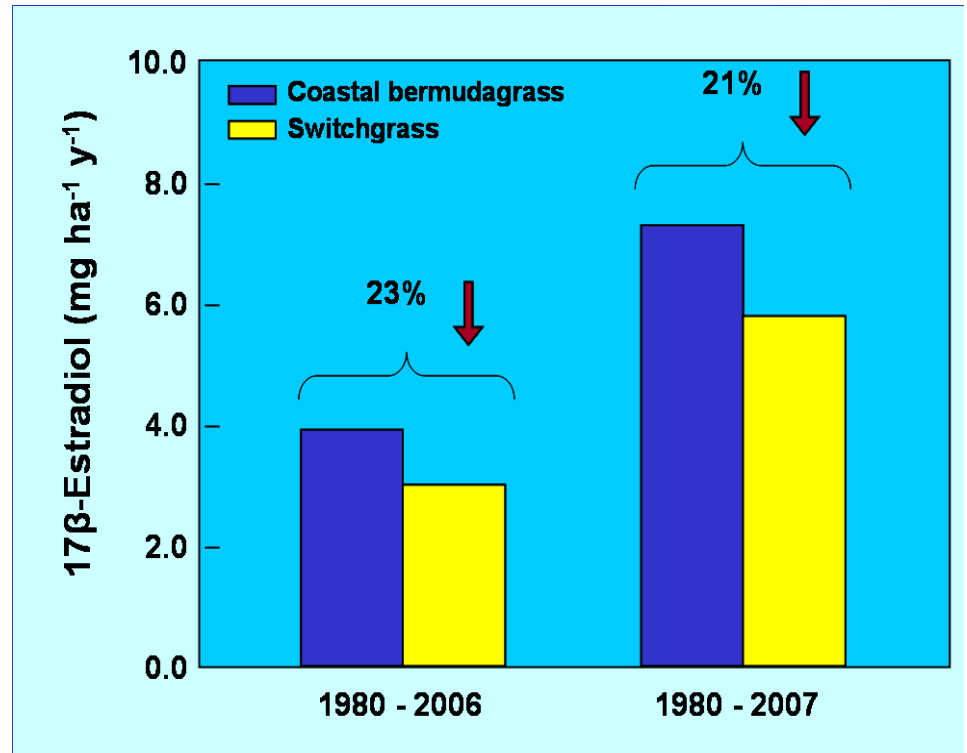 10.0
8.0
6.0
4.0
2.0
0.0
17β-Estradiol (mg ha⁻¹ y⁻¹)
Coastal bermudagrass
Switchgrass
21%
23%
1980 - 2006
1980 - 2007